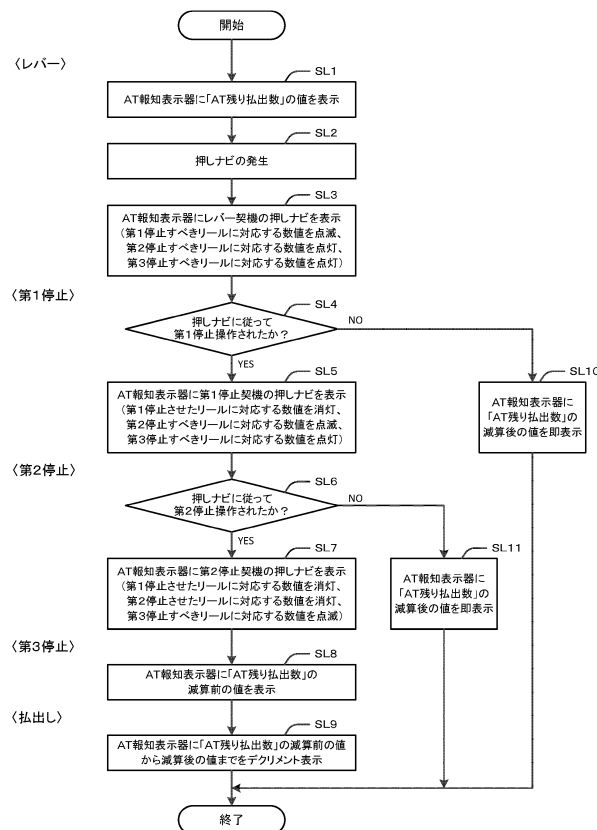 開始
〈レバー〉
SL1
AT報知表示器に「AT残り払出数」の値を表示
SL2
押しナビの発生
SL3
AT報知表示器にレバー契機の押しナビを表示
(第1停止すべきリールに対応する数値を点滅、
第2停止すべきリールに対応する数値を点灯、
第3停止すべきリールに対応する数値を点灯)
〈第1停止〉
SL4
押しナビに従って
第1停止操作されたか？
NO
YES
SL5
AT報知表示器に第1停止契機の押しナビを表示
(第1停止させたリールに対応する数値を消灯、
第2停止すべきリールに対応する数値を点滅、
第3停止すべきリールに対応する数値を点灯)
SL10
AT報知表示器に
「AT残り払出数」の
減算後の値を即表示
〈第2停止〉
SL6
押しナビに従って
第2停止操作されたか？
NO
YES
SL7
AT報知表示器に第2停止契機の押しナビを表示
(第1停止させたリールに対応する数値を消灯、
第2停止させたリールに対応する数値を消灯、
第3停止すべきリールに対応する数値を点滅)
SL11
AT報知表示器に
「AT残り払出数」の
減算後の値を即表示
〈第3停止〉
SL8
AT報知表示器に「AT残り払出数」の
減算前の値を表示
〈払出し〉
SL9
AT報知表示器に「AT残り払出数」の減算前の値
から減算後の値までをデクリメント表示
終了